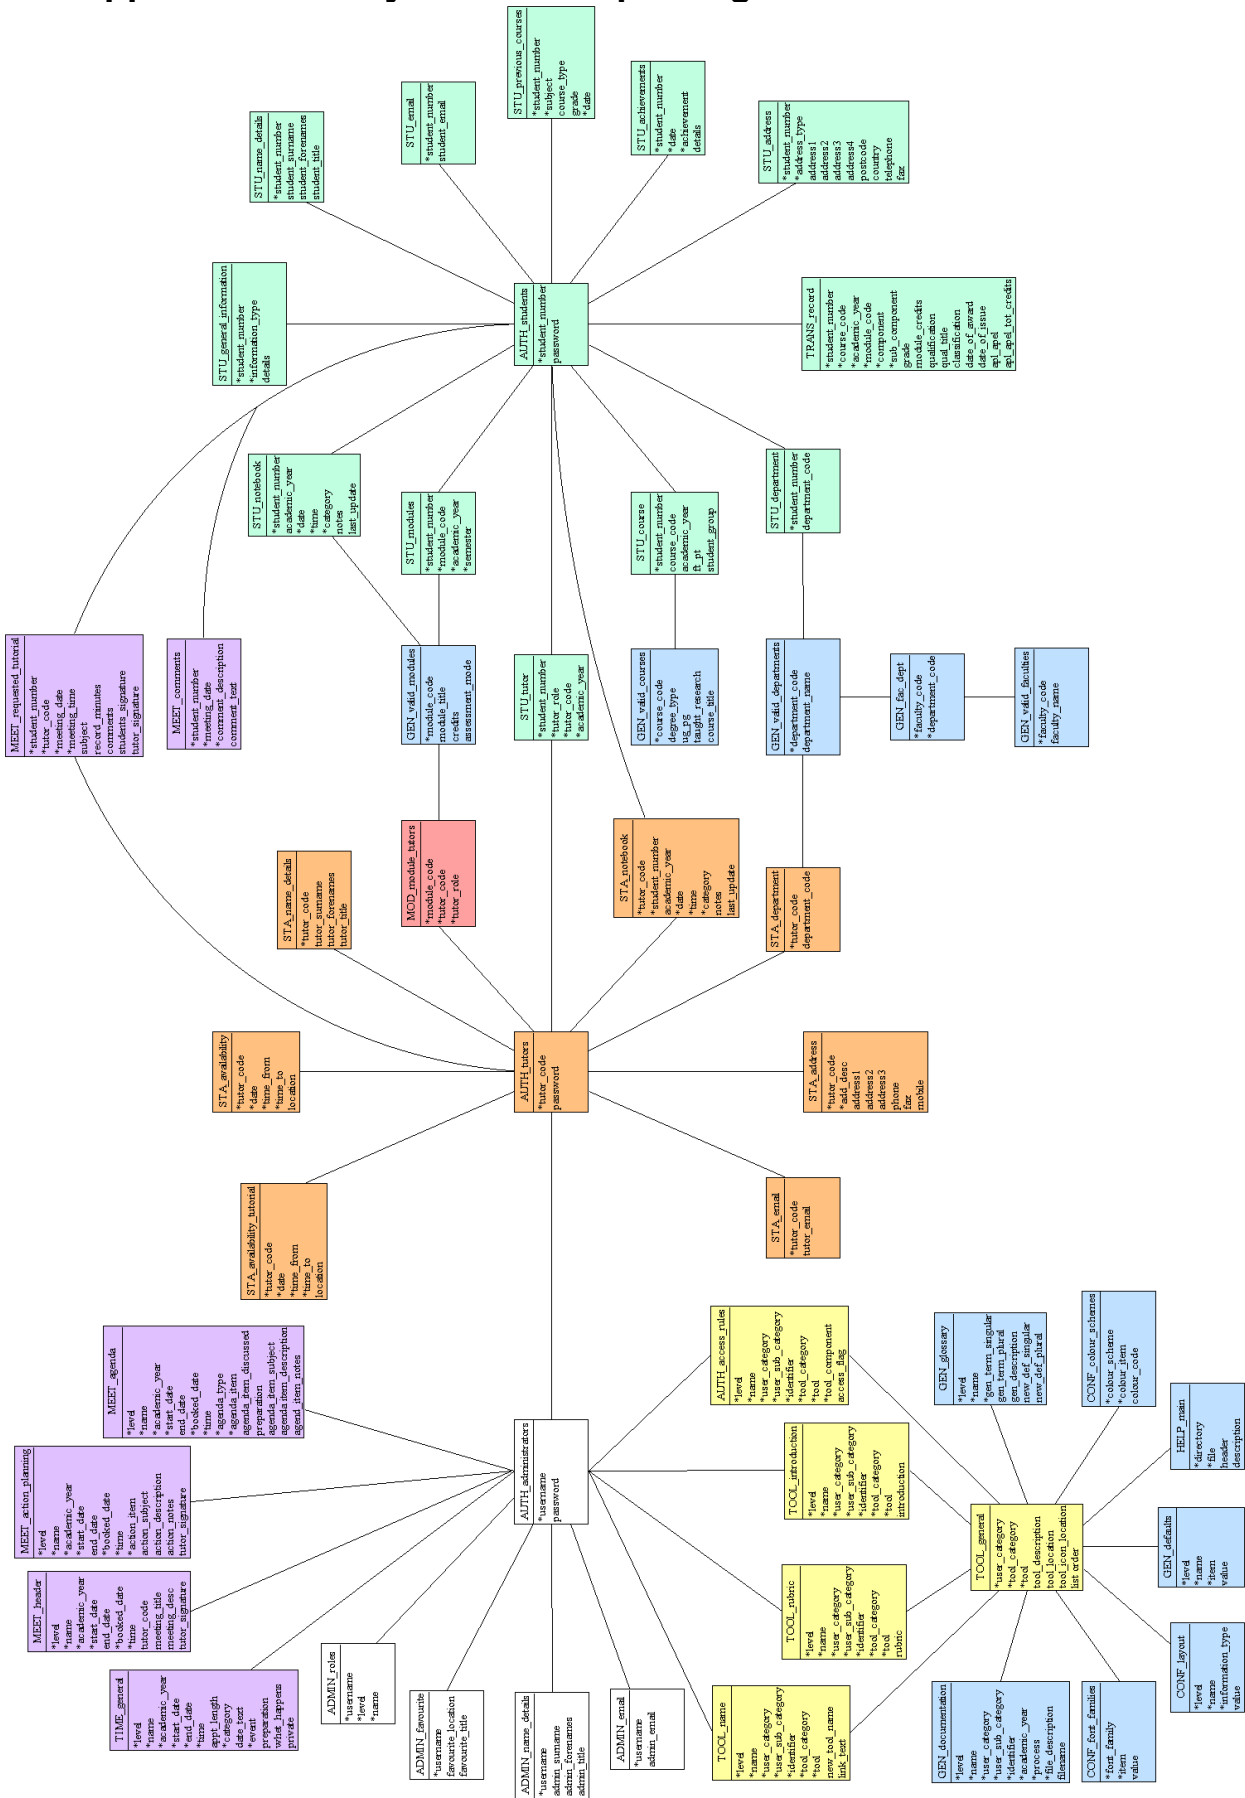 TIME_general
*level
*name
*academic_year
*start_date
*end_date
*time
appt_length
*category
date_text
*event
preparation
what_happens
private
MEET_header
*level
*name
*academic_year
*start_date
end_date
*booked_date
*time
tutor_code
meeting_title
meeting_desc
tutor_signature
MEET_action_planning
*level
*name
*academic_year
*start_date
end_date
*booked_date
*time
*action_item
action_subject
action_description
action_notes
tutor_signature
MEET_agenda
*level
*name
*academic_year
*start_date
end_date
*booked_date
*time
*agenda_type
*agenda_item
agenda_item_discussed
preparation
agenda_item_subject
agenda item_description
agend_item_notes
MEET_requested_tutorial
*student_number
*tutor_code
*meeting_date
*meeting_time
subject
record_minutes
comments
students_signature
tutor_signature
MEET_comments
*student_number
*meeting_date
*commant_description
comment_text
ADMIN_roles
*username
*level
*name
ADMIN_favourite
*username
favourite_location
favourite_title
ADMIN_name_details
*username
admin_surname
admin_forenames
admin_title
ADMIN_email
*username
admin_email
AUTH_administrators
*username
password
STA_availability_tutorial
*tutor_code
*date
*time_from
*time_to
location
STA_availability
*tutor_code
*date
*time_from
*time_to
location
STA_name_details
*tutor_code
tutor_surname
tutor_forenames
tutor_title
MOD_module_tutors
*module_code
*tutor_code
*tutor_role
AUTH_tutors
*tutor_code
password
STA_notebook
*tutor_code
*student_number
academic_year
*date
*time
*category
notes
last_update
STA_department
*tutor_code
department_code
STA_address
*tutor_code
*add_desc
address1
address2
address3
phone
fax
mobile
STA_email
*tutor_code
tutor_email
STU_general_information
*student_number
*information_type
details
STU_name_details
*student_number
student_surname
student_forenames
student_title
STU_notebook
*student_number
academic_year
*date
*time
*category
notes
last_update
STU_modules
*student_number
*module_code
*academic_year
*semester
GEN_valid_modules
*module_code
module_title
credits
assessment_mode
STU_email
*student_number
student_email
STU_previous_courses
*student_number
*subject
course_type
grade
*date
AUTH_students
*student_number
password
STU_tutor
*student_number
*tutor_role
*tutor_code
*academic_year
STU_achievements
*student_number
*date
*achievement
details
STU_course
*student_number
course_code
academic_year
ft_pt
student_group
GEN_valid_courses
*course_code
degree_type
ug_pg
taught_research
course_title
STU_address
*student_number
*address_type
address1
address2
address3
address4
postcode
country
telephone
fax
STU_department
*student_number
department_code
GEN_valid_departments
*department_code
department_name
GEN_fac_dept
*faculty_code
*department_code
GEN_valid_faculties
*faculty_code
faculty_name
TRANS_record
*student_number
*course_code
*academic_year
*module_code
*component
*sub_component
grade
module_credits
qualification
qual_title
classification
date_of_award
date_of_issue
apl_apel
apl_apel_tot_credits
TOOL_name
*level
*name
*user_category
*user_sub_category
*identifier
*tool_category
*tool
new_tool_name
link_text
TOOL_rubric
*level
*name
*user_category
*user_sub_category
*identifier
*tool_category
*tool
rubric
TOOL_introduction
*level
*name
*user_category
*user_sub_category
*identifier
*tool_category
*tool
introduction
AUTH_access_rules
*level
*name
*user_category
*user_sub_category
*identifier
*tool_category
*tool
*tool_component
access_flag
TOOL_general
*user_category
*tool_category
*tool
tool_description
tool_location
tool_icon_location
list order
GEN_documentation
*level
*name
*user_category
*user_sub_category
*identifier
*academic_year
*process
*file_description
filename
CONF_font_families
*font_family
*item
value
CONF_layout
*level
*name
*information_type
value
GEN_defaults
*level
*name
*item
value
HELP_main
*directory
*file
header
description
CONF_colour_schemes
*colour_scheme
*colour_item
colour_code
GEN_glossary
*level
*name
*gen_term_singular
gen_term_plural
gen_description
new_def_singular
new_def_plural